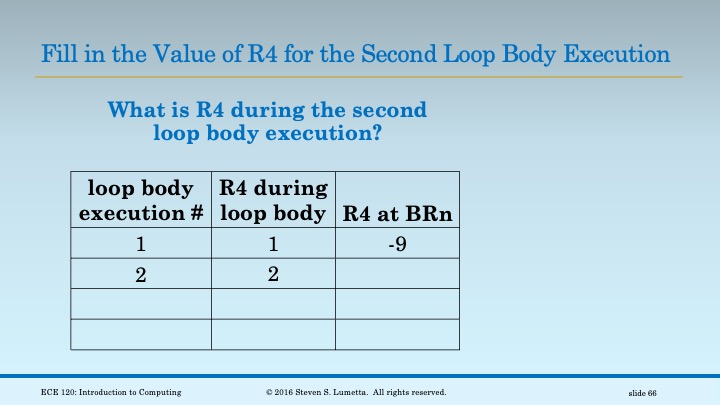 Fill in the Value of R4 for the Second Loop Body Execution
What is R4 during the second
loop body execution?
loop body execution # R4 during loop body R4 at BRn
1 1 -9
2 2
ECE 120: Introduction to Computing © 2016 Steven S. Lumetta. All rights reserved. slide 66